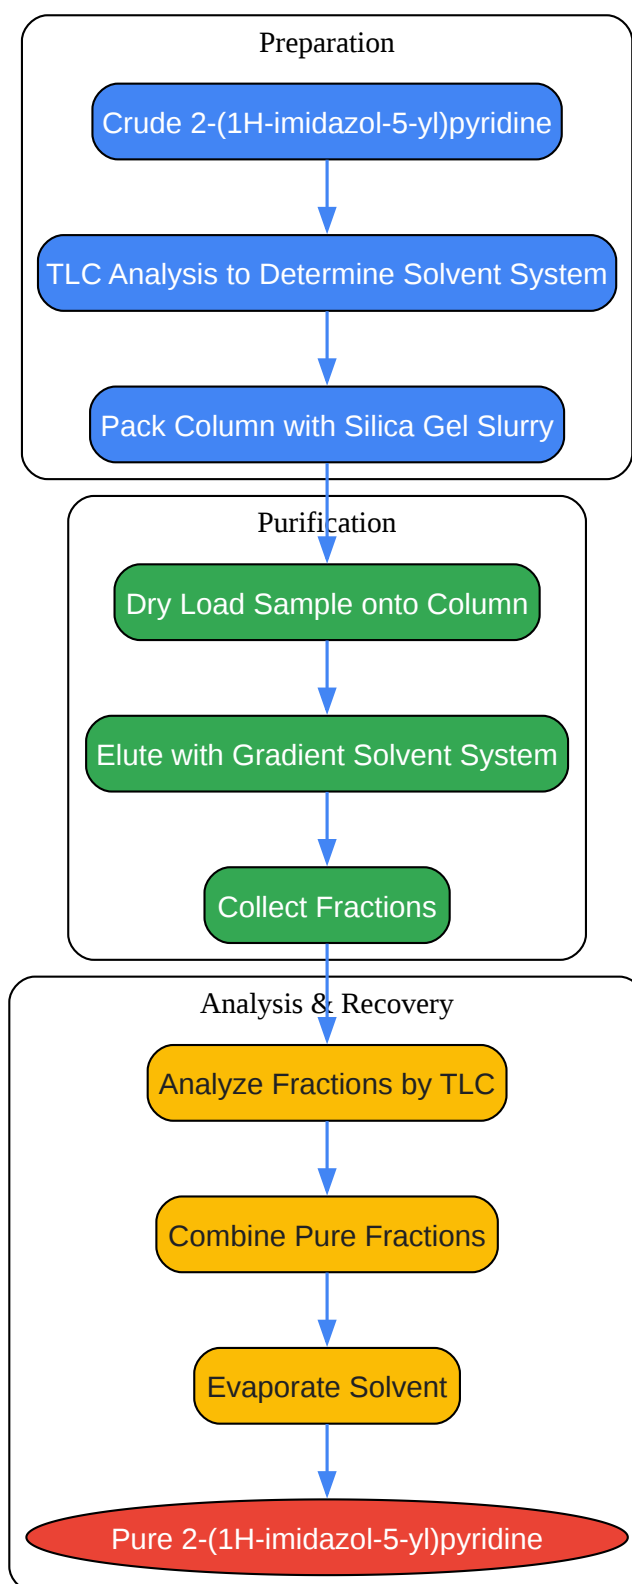 Preparation
Crude 2-(1H-imidazol-5-yl)pyridine
TLC Analysis to Determine Solvent System
Pack Column with Silica Gel Slurry
Purification
Dry Load Sample onto Column
Elute with Gradient Solvent System
Collect Fractions
Analysis & Recovery
Analyze Fractions by TLC
Combine Pure Fractions
Evaporate Solvent
Pure 2-(1H-imidazol-5-yl)pyridine